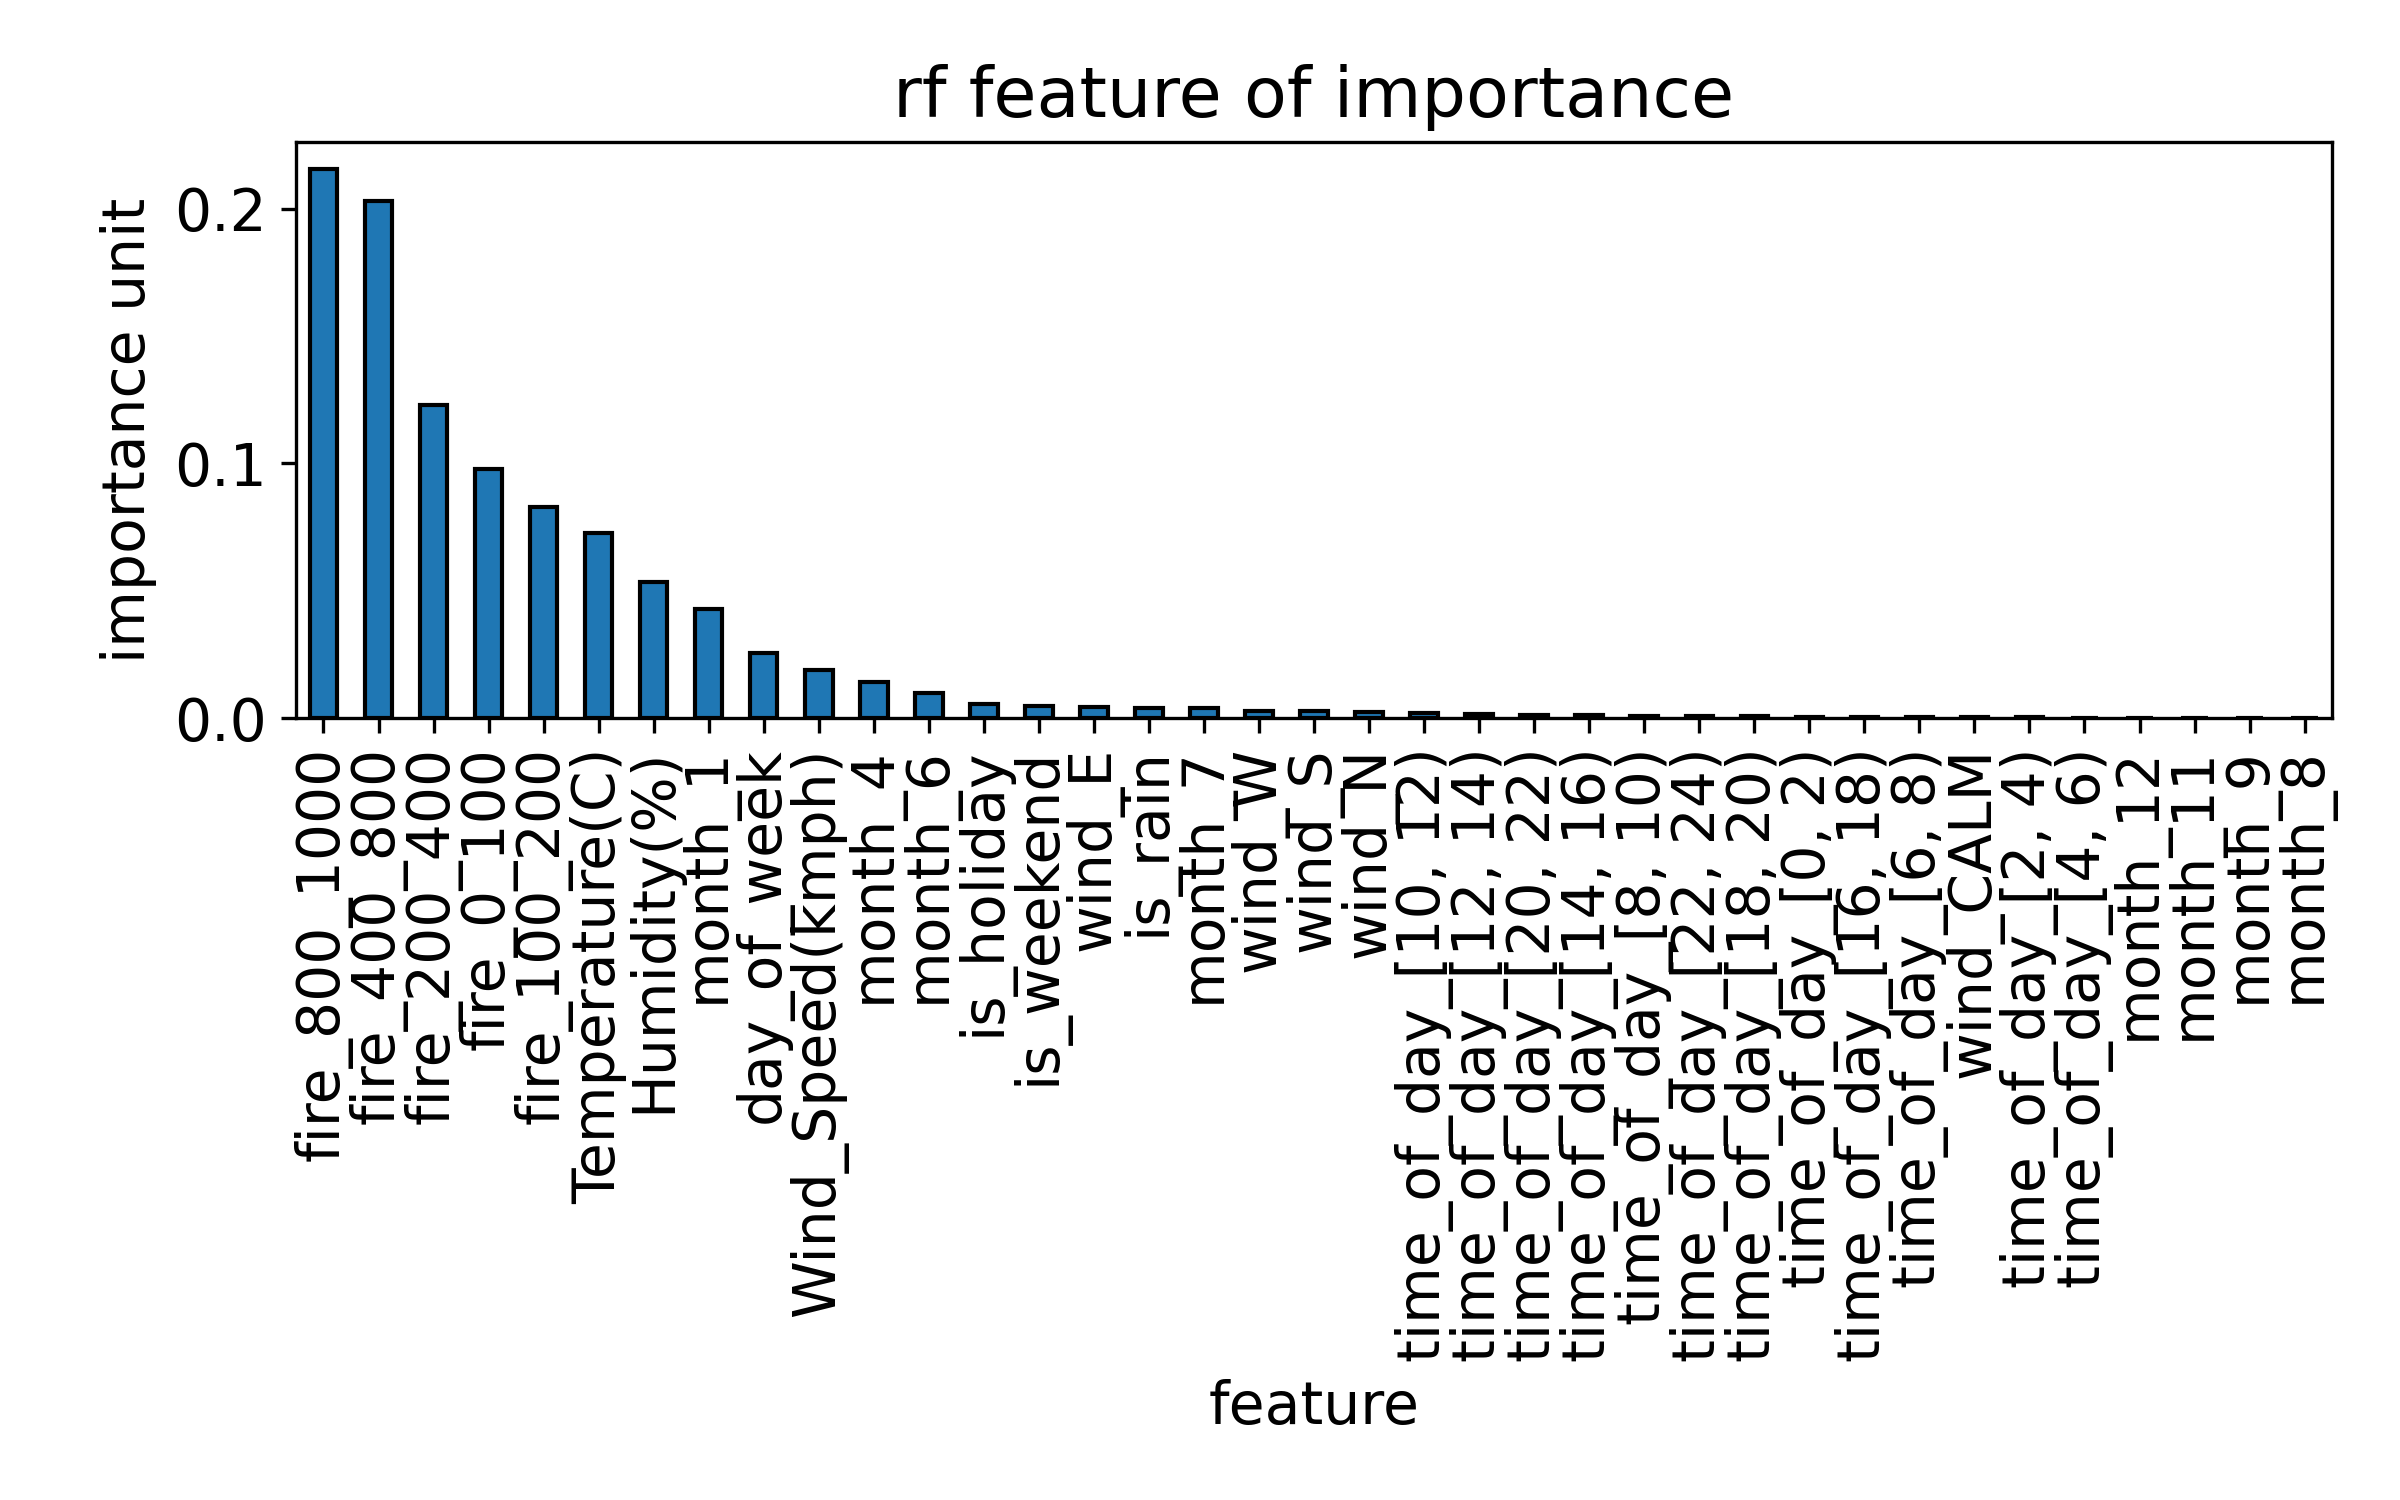 rf feature of importance
importance unit
0.2
0.1
0.0
fire_800_1000
fire_400_800
fire_200_400
fire_0_100
fire_100_200
Temperature(C)
Humidity(%)
month_1
day_of_week
Wind_Speed(kmph)
month_4
month_6
is_holiday
is_weekend
wind_E
is_rain
month_7
wind_W
wind_S
wind_N
time_of_day_[10, 12)
time_of_day_[12, 14)
time_of_day_[20, 22)
time_of_day_[14, 16)
time_of_day_[8, 10)
time_of_day_[22, 24)
time_of_day_[18, 20)
time_of_day_[0, 2)
time_of_day_[16, 18)
time_of_day_[6, 8)
wind_CALM
time_of_day_[2, 4)
time_of_day_[4, 6)
month_12
month_11
month_9
month_8
feature